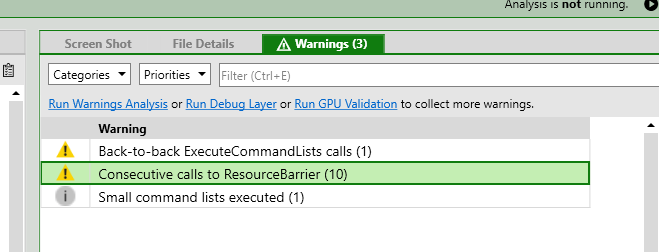 Analysis is not running.
Screen Shot File Details Warnings (3)
Categories Priorities Filter (Ctrl+E)
Run Warnings Analysis or Run Debug Layer or Run GPU Validation to collect more warnings.
Warning
Back-to-back ExecuteCommandLists calls (1)
Consecutive calls to ResourceBarrier (10)
Small command lists executed (1)